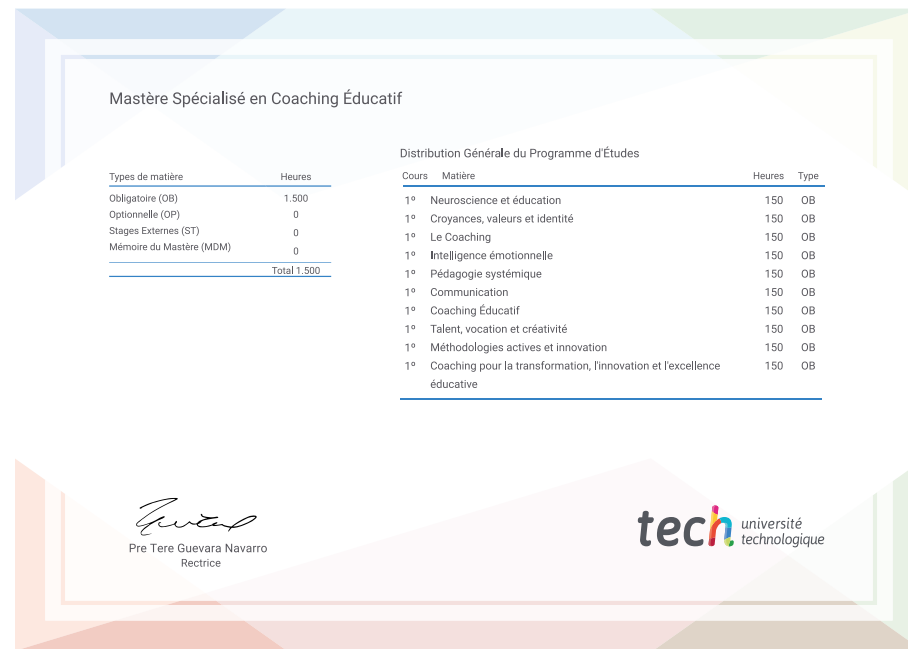 Mastère Spécialisé en Coaching Éducatif
Types de matière Heures
Obligatoire (OB) 1.500
Optionnelle (OP) 0
Stages Externes (ST) 0
Mémoire du Mastère (MDM) 0
Total 1.500
Distribution Générale du Programme d'Études
Cours Matière Heures Type
1º Neuroscience et éducation 150 OB
1º Croyances, valeurs et identité 150 OB
1º Le Coaching 150 OB
1º Intelligence émotionnelle 150 OB
1º Pédagogie systémique 150 OB
1º Communication 150 OB
1º Coaching Éducatif 150 OB
1º Talent, vocation et créativité 150 OB
1º Méthodologies actives et innovation 150 OB
1º Coaching pour la transformation, l'innovation et l'excellence 150 OB
éducative
Pre Tere Guevara Navarro
Rectrice
tech université
technologique